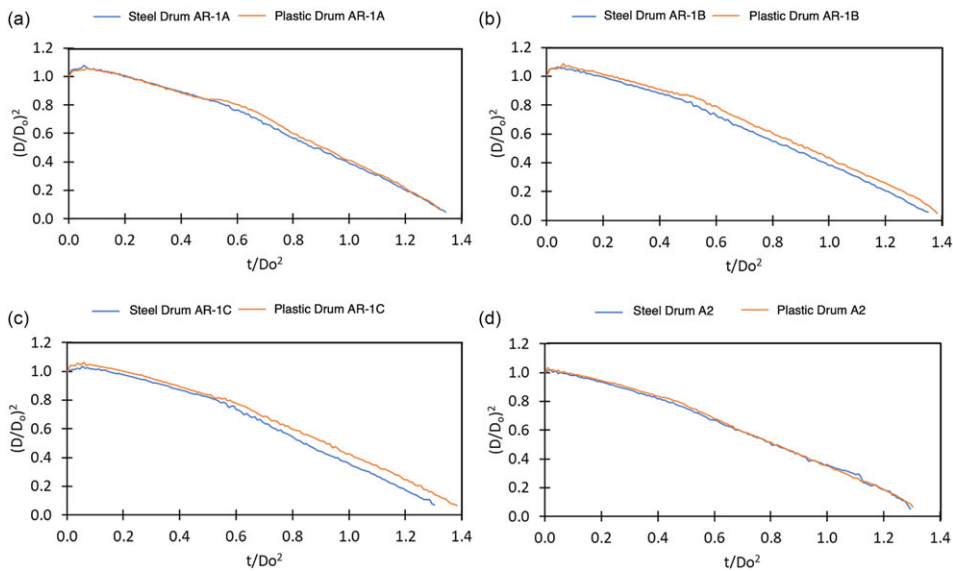 (a)
Steel Drum AR-1A
Plastic Drum AR-1A
1.2
1.0
0.8
0.6
0.4
0.2
0.0
(D/Do)2
0.0 0.2 0.4 0.6 0.8 1.0 1.2 1.4
t/Do2
(b)
Steel Drum AR-1B
Plastic Drum AR-1B
1.2
1.0
0.8
0.6
0.4
0.2
0.0
(D/Do)2
0.0 0.2 0.4 0.6 0.8 1.0 1.2 1.4
t/Do2
(c)
Steel Drum AR-1C
Plastic Drum AR-1C
1.2
1.0
0.8
0.6
0.4
0.2
0.0
(D/Do)2
0.0 0.2 0.4 0.6 0.8 1.0 1.2 1.4
t/Do2
(d)
Steel Drum A2
Plastic Drum A2
1.2
1.0
0.8
0.6
0.4
0.2
0.0
(D/Do)2
0.0 0.2 0.4 0.6 0.8 1.0 1.2 1.4
t/Do2